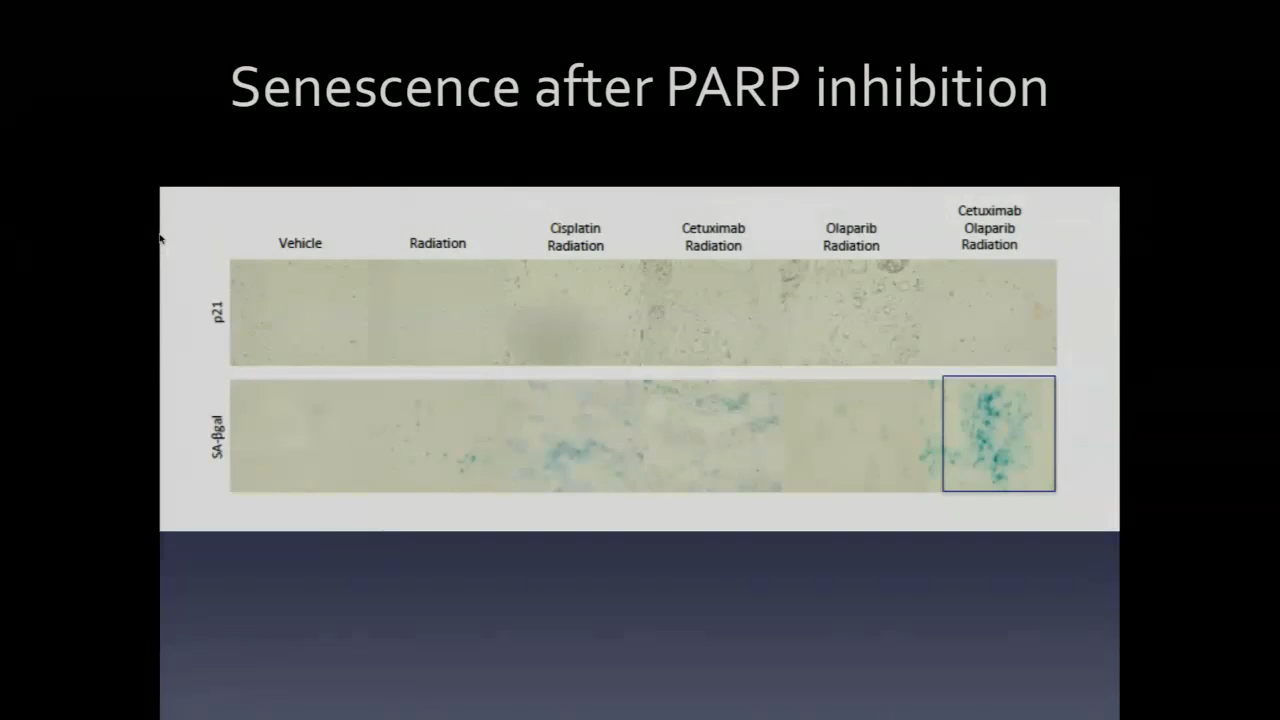 Senescence after PARP inhibition
Vehicle
Radiation
Cisplatin
Radiation
Cetuximab
Radiation
Olaparib
Radiation
Cetuximab
Olaparib
Radiation
p21
SA-βgal